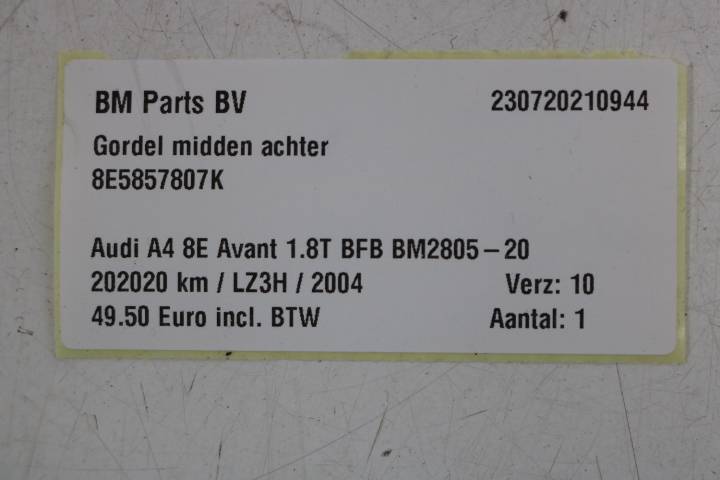 BM Parts BV 230720210944
Gordel midden achter
8E5857807K
Audi A4 8E Avant 1.8T BFB BM2805-20
202020 km / LZ3H / 2004 Verz: 10
49.50 Euro incl. BTW Aantal: 1